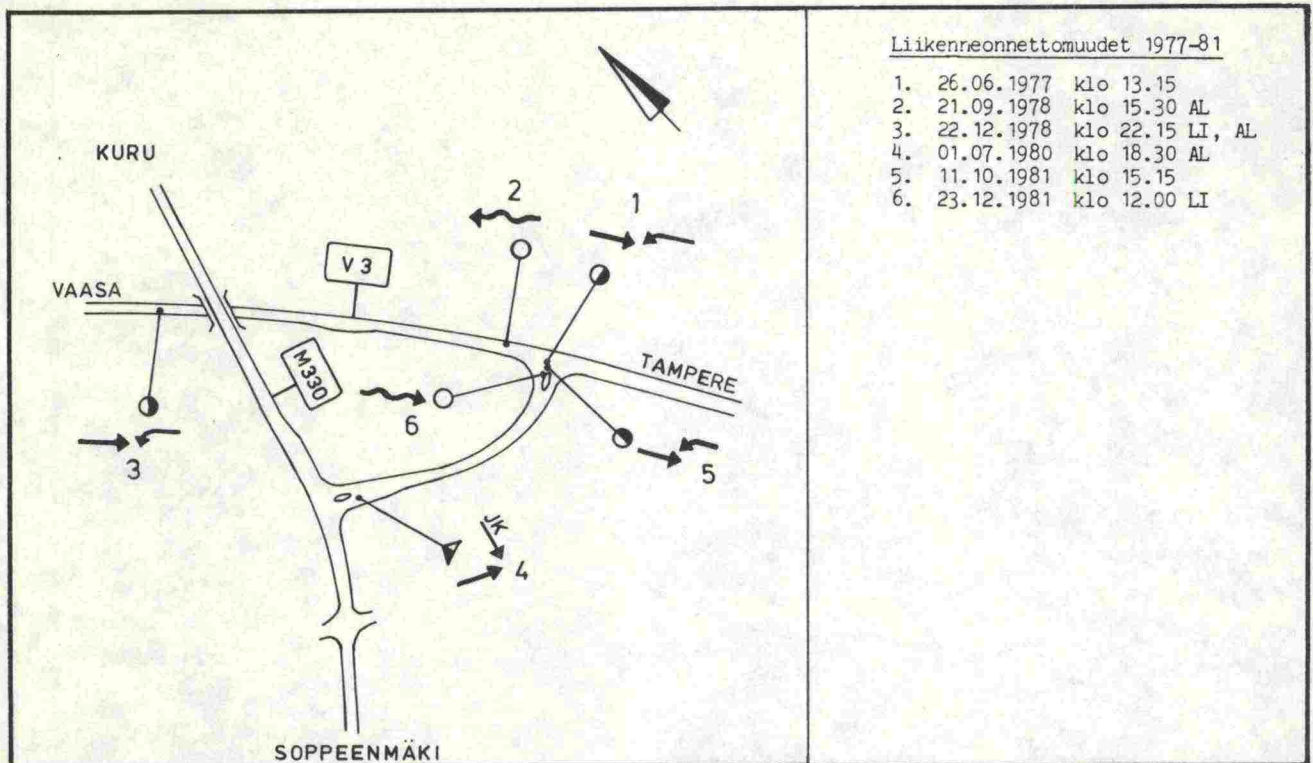 Liikenneonnettomuudet 1977-81
1. 26.06.1977 klo 13.15
2. 21.09.1978 klo 15.30 AL
3. 22.12.1978 klo 22.15 LI, AL
4. 01.07.1980 klo 18.30 AL
5. 11.10.1981 klo 15.15
6. 23.12.1981 klo 12.00 LI
KURU
2
1
V 3
VAASA
M330
TAMPERE
6
3
5
JK
4
SOPPEENMÄKI